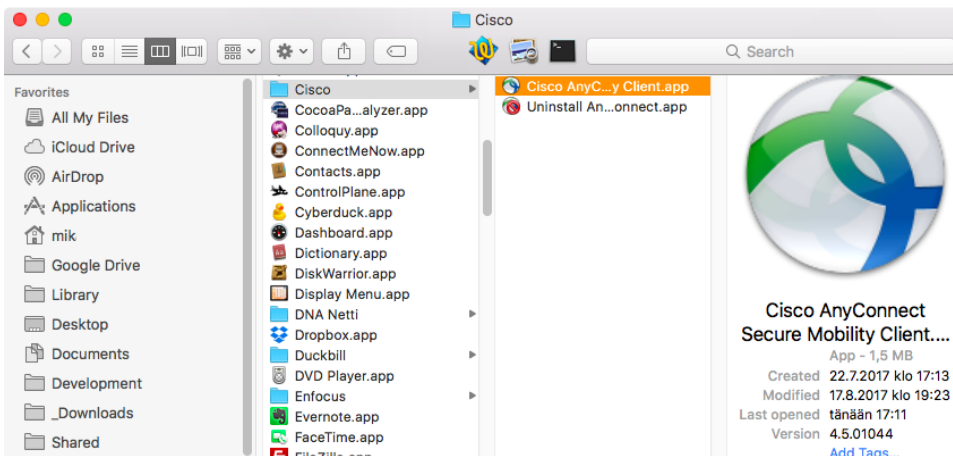 Cisco
Search
Favorites
All My Files
iCloud Drive
AirDrop
Applications
mik
Google Drive
Library
Desktop
Documents
Development
_Downloads
Shared
Cisco
CocoaPa...alyzer.app
Colloquy.app
ConnectMeNow.app
Contacts.app
ControlPlane.app
Cyberduck.app
Dashboard.app
Dictionary.app
DiskWarrior.app
Display Menu.app
DNA Netti
Dropbox.app
Duckbill
DVD Player.app
Enfocus
Evernote.app
FaceTime.app
FileZilla.app
Cisco AnyC...y Client.app
Uninstall An...onnect.app
Cisco AnyConnect
Secure Mobility Client....
App - 1,5 MB
Created 22.7.2017 klo 17:13
Modified 17.8.2017 klo 19:23
Last opened tänään 17:11
Version 4.5.01044
Add Tags...